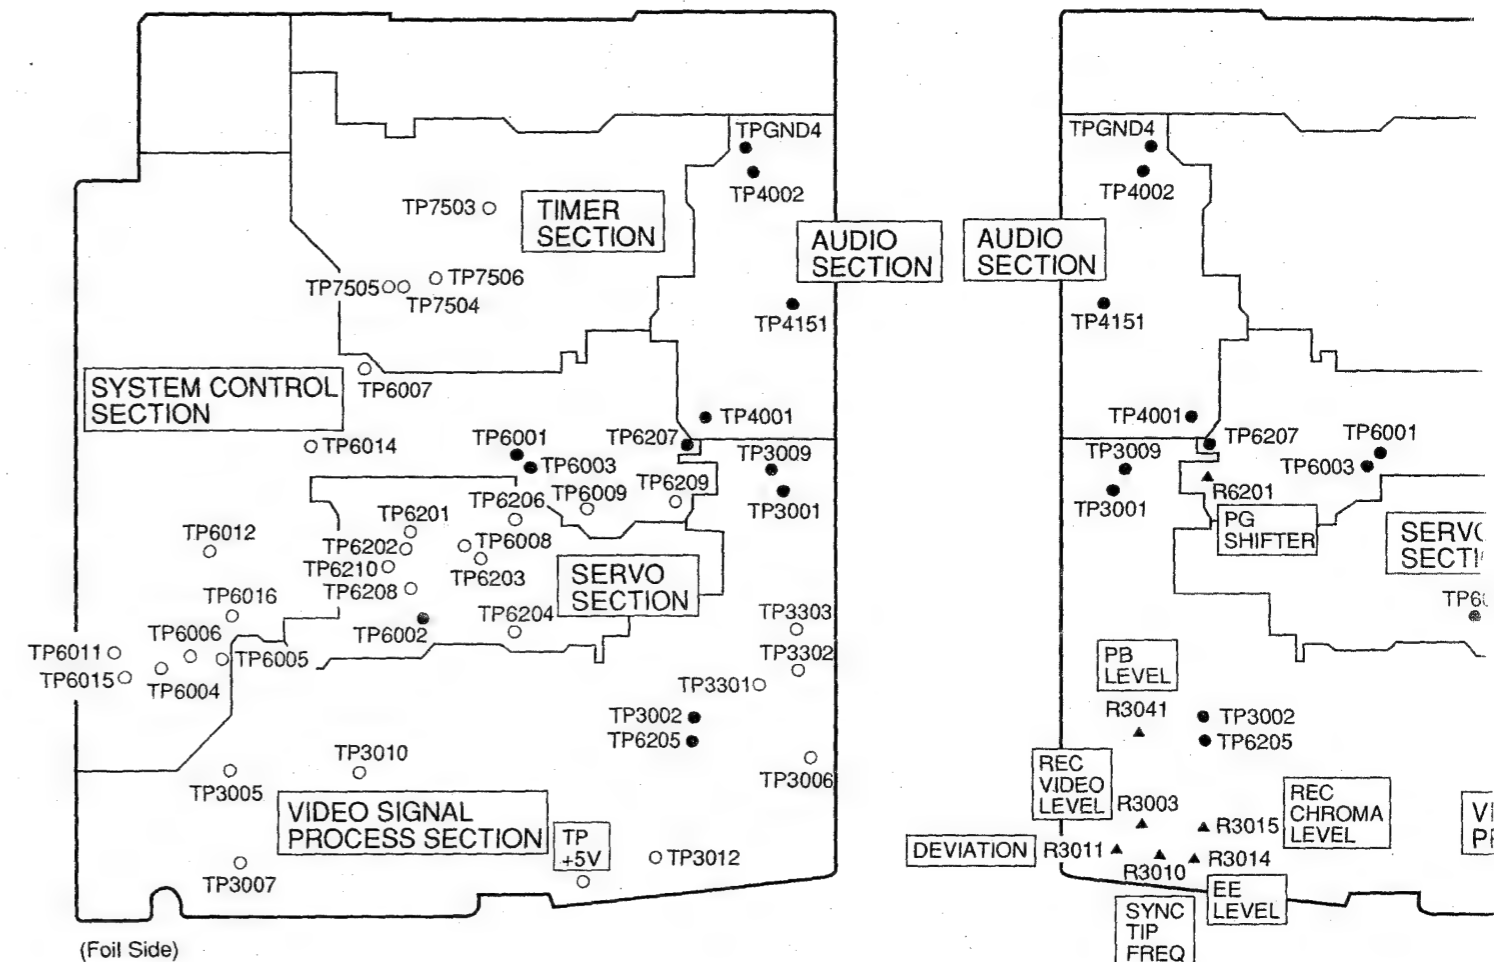 TPGND4
TP4002
TP7503
TIMER
SECTION
AUDIO
SECTION
TP7505
TP7506
TP7504
TP4151
SYSTEM CONTROL
SECTION
TP6007
TP4001
TP6014
TP6001
TP6207
TP6003
TP3009
TP6209
TP6206
TP6009
TP3001
TP6201
TP6012
TP6202
TP6008
TP6210
TP6203
TP6208
SERVO
SECTION
TP6016
TP6204
TP6002
TP3303
TP6006
TP6011
TP6005
TP3302
TP6015
TP6004
TP3301
TP3002
TP6205
TP3010
TP3005
TP3006
VIDEO SIGNAL
PROCESS SECTION
TP
+5V
TP3012
TP3007
(Foil Side)
TPGND4
TP4002
AUDIO
SECTION
TP4151
TP4001
TP6207
TP6001
TP3009
TP6003
TP3001
R6201
PG
SHIFTER
SERVO
SECTI
TP60
PB
LEVEL
R3041
TP3002
TP6205
REC
VIDEO
LEVEL
R3003
REC
CHROMA
LEVEL
R3015
VI
PR
DEVIATION
R3011
R3010
R3014
EE
LEVEL
SYNC
TIP
FREQ